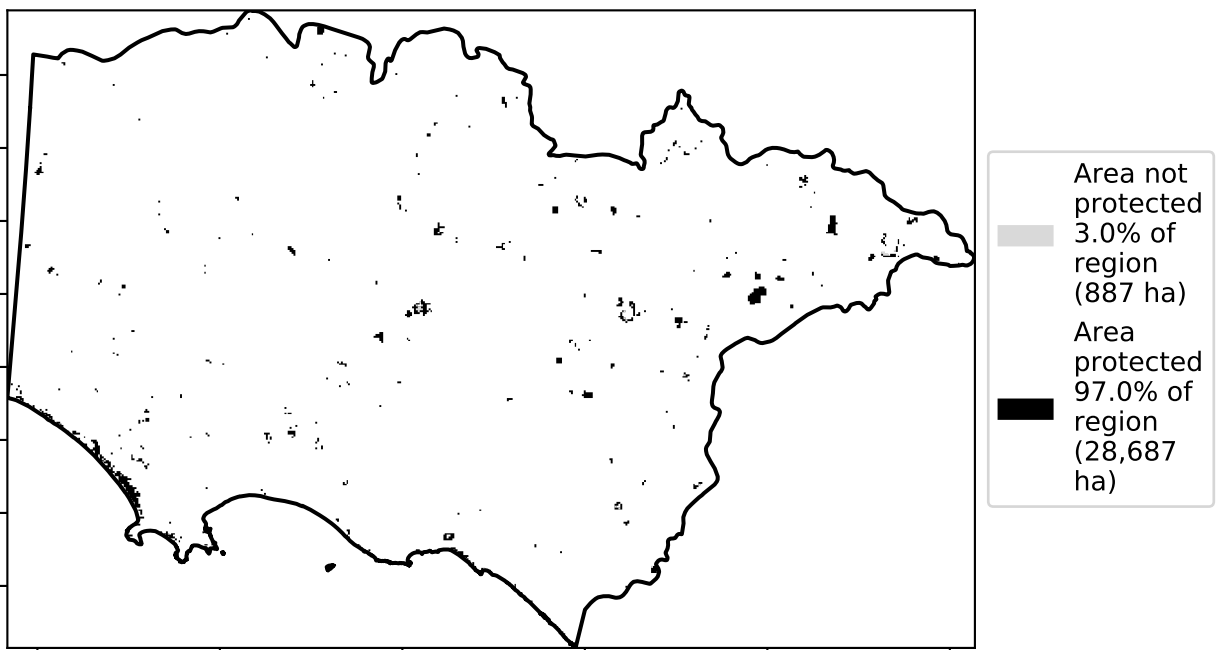 Area not
protected
3.0% of
region
(887 ha)
Area
protected
97.0% of
region
(28,687
ha)